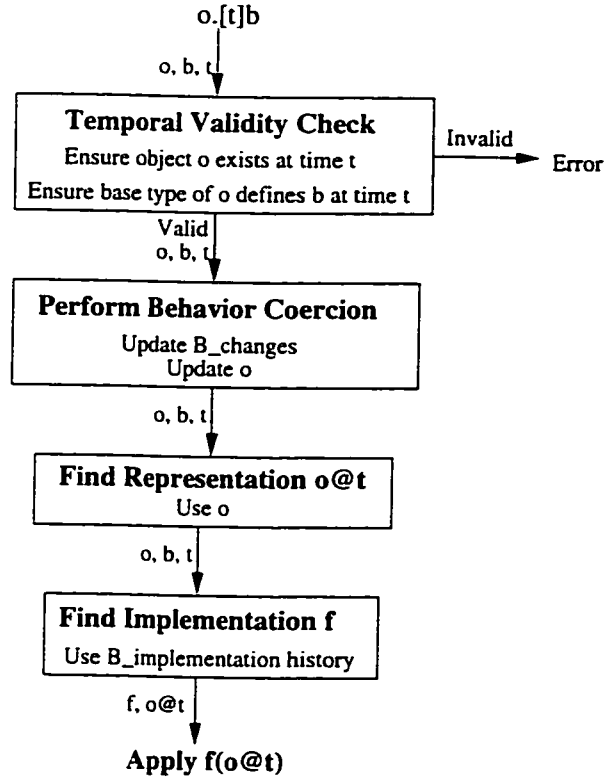 o.[t]b
o, b, t
Temporal Validity Check
Ensure object o exists at time t
Ensure base type of o defines b at time t
Invalid
Error
Valid
o, b, t
Perform Behavior Coercion
Update B_changes
Update o
o, b, t
Find Representation o@t
Use o
o, b, t
Find Implementation f
Use B_implementation history
f, o@t
Apply f(o@t)